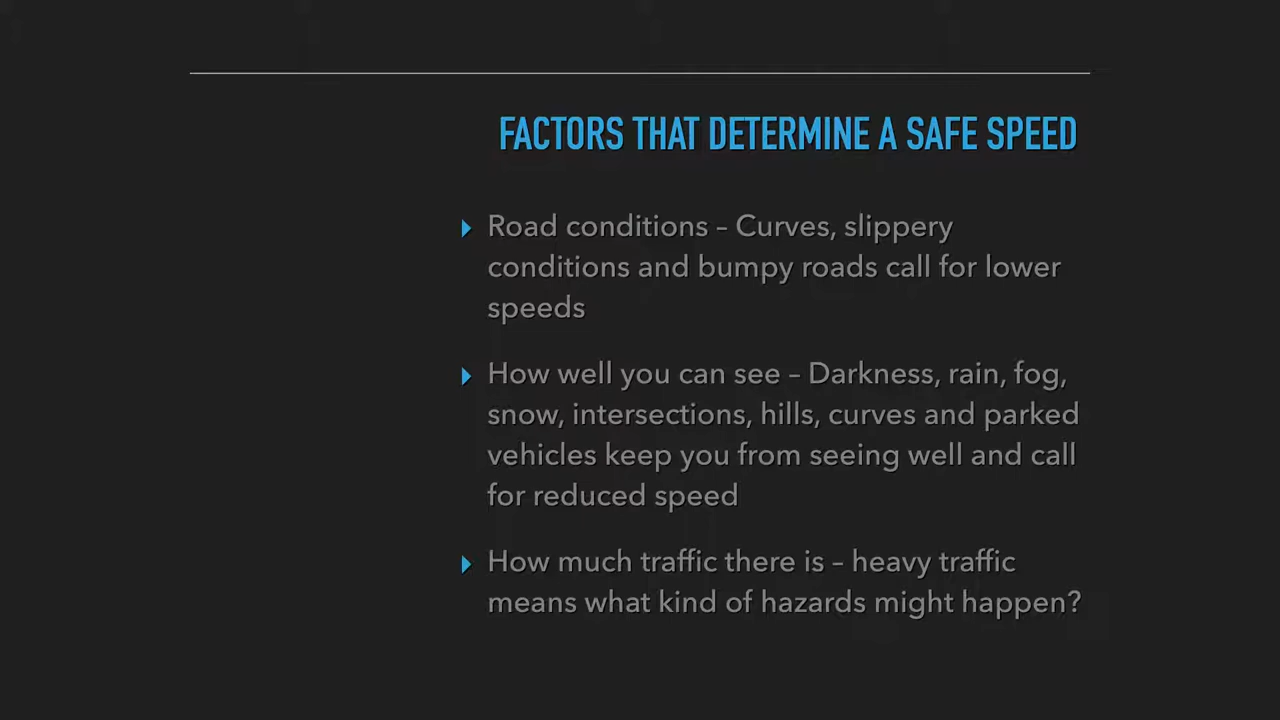 FACTORS THAT DETERMINE A SAFE SPEED
Road conditions – Curves, slippery
conditions and bumpy roads call for lower
speeds
How well you can see – Darkness, rain, fog,
snow, intersections, hills, curves and parked
vehicles keep you from seeing well and call
for reduced speed
How much traffic there is – heavy traffic
means what kind of hazards might happen?